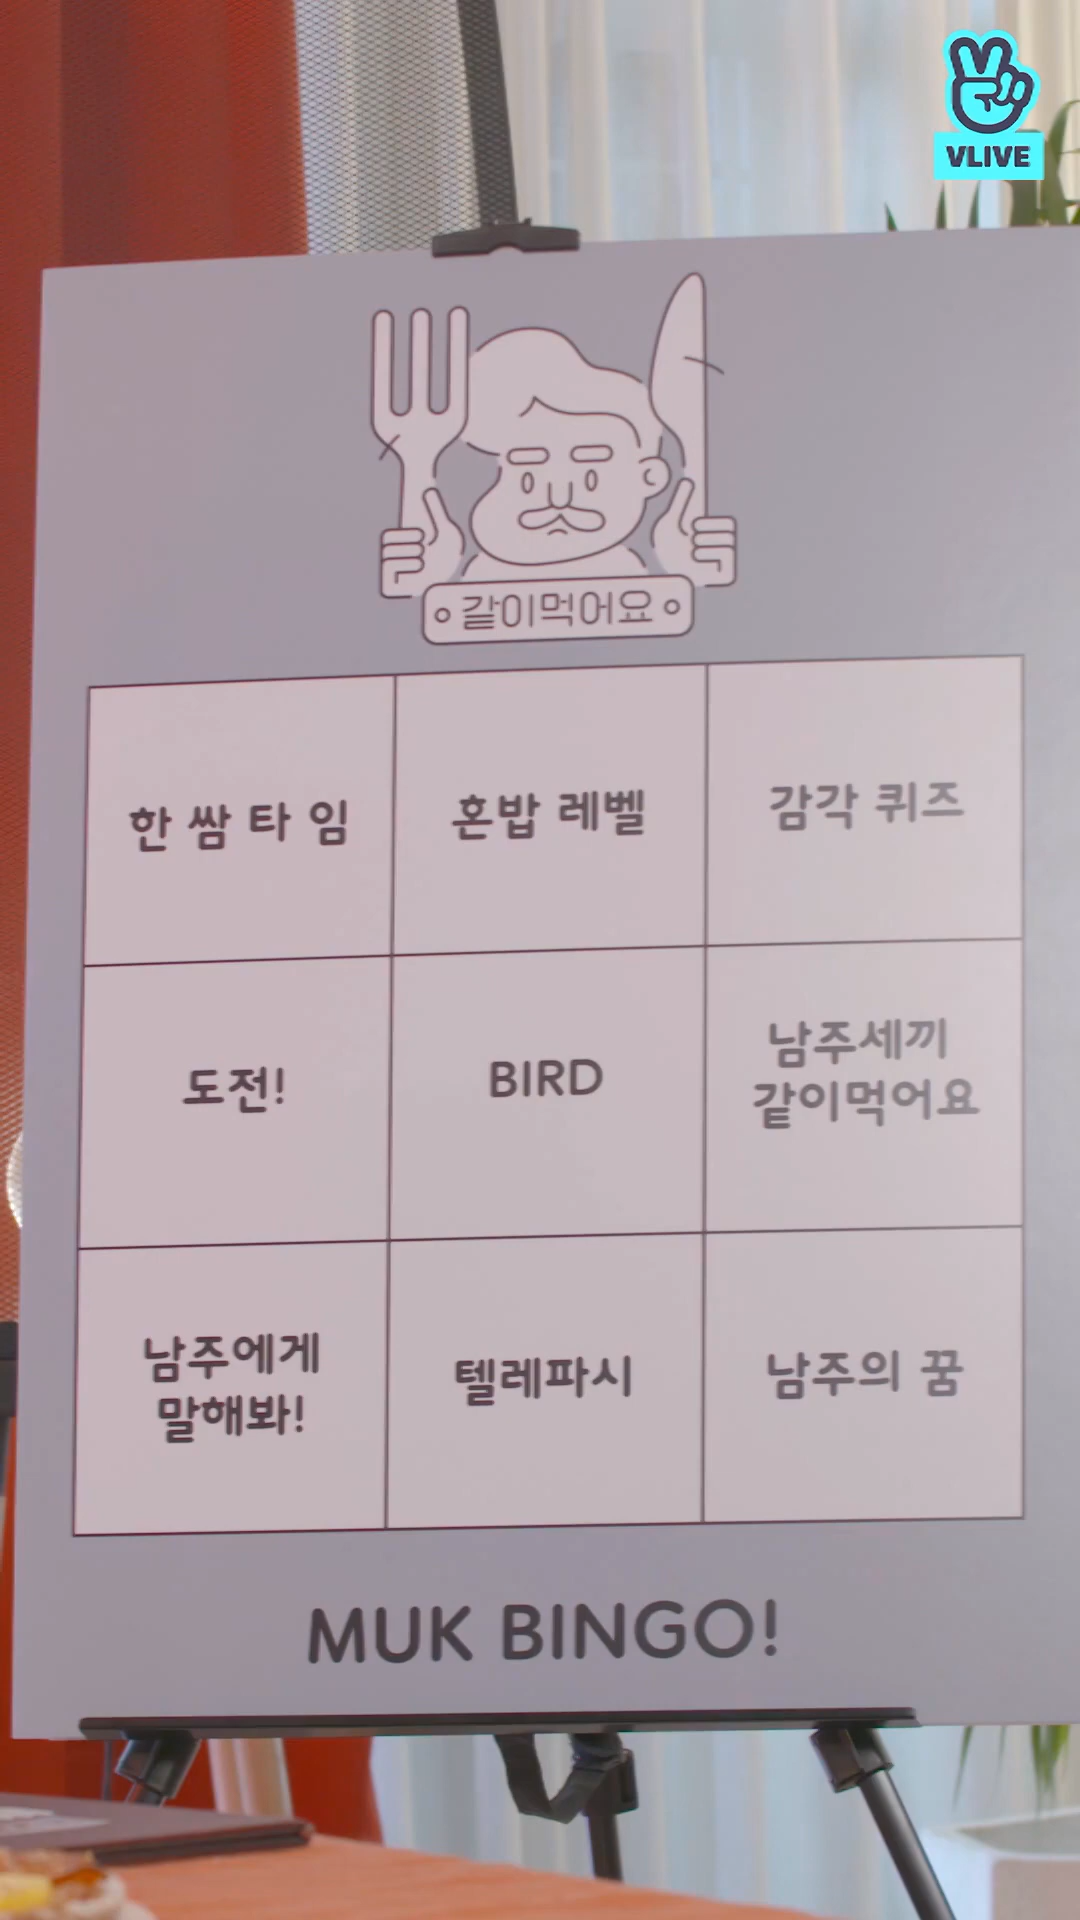 VLIVE
같이먹어요
한 쌈 타 임
혼밥 레벨
감각 퀴즈
도전!
BIRD
남주세끼
같이먹어요
남주에게
말해봐!
텔레파시
남주의 꿈
MUK BINGO!